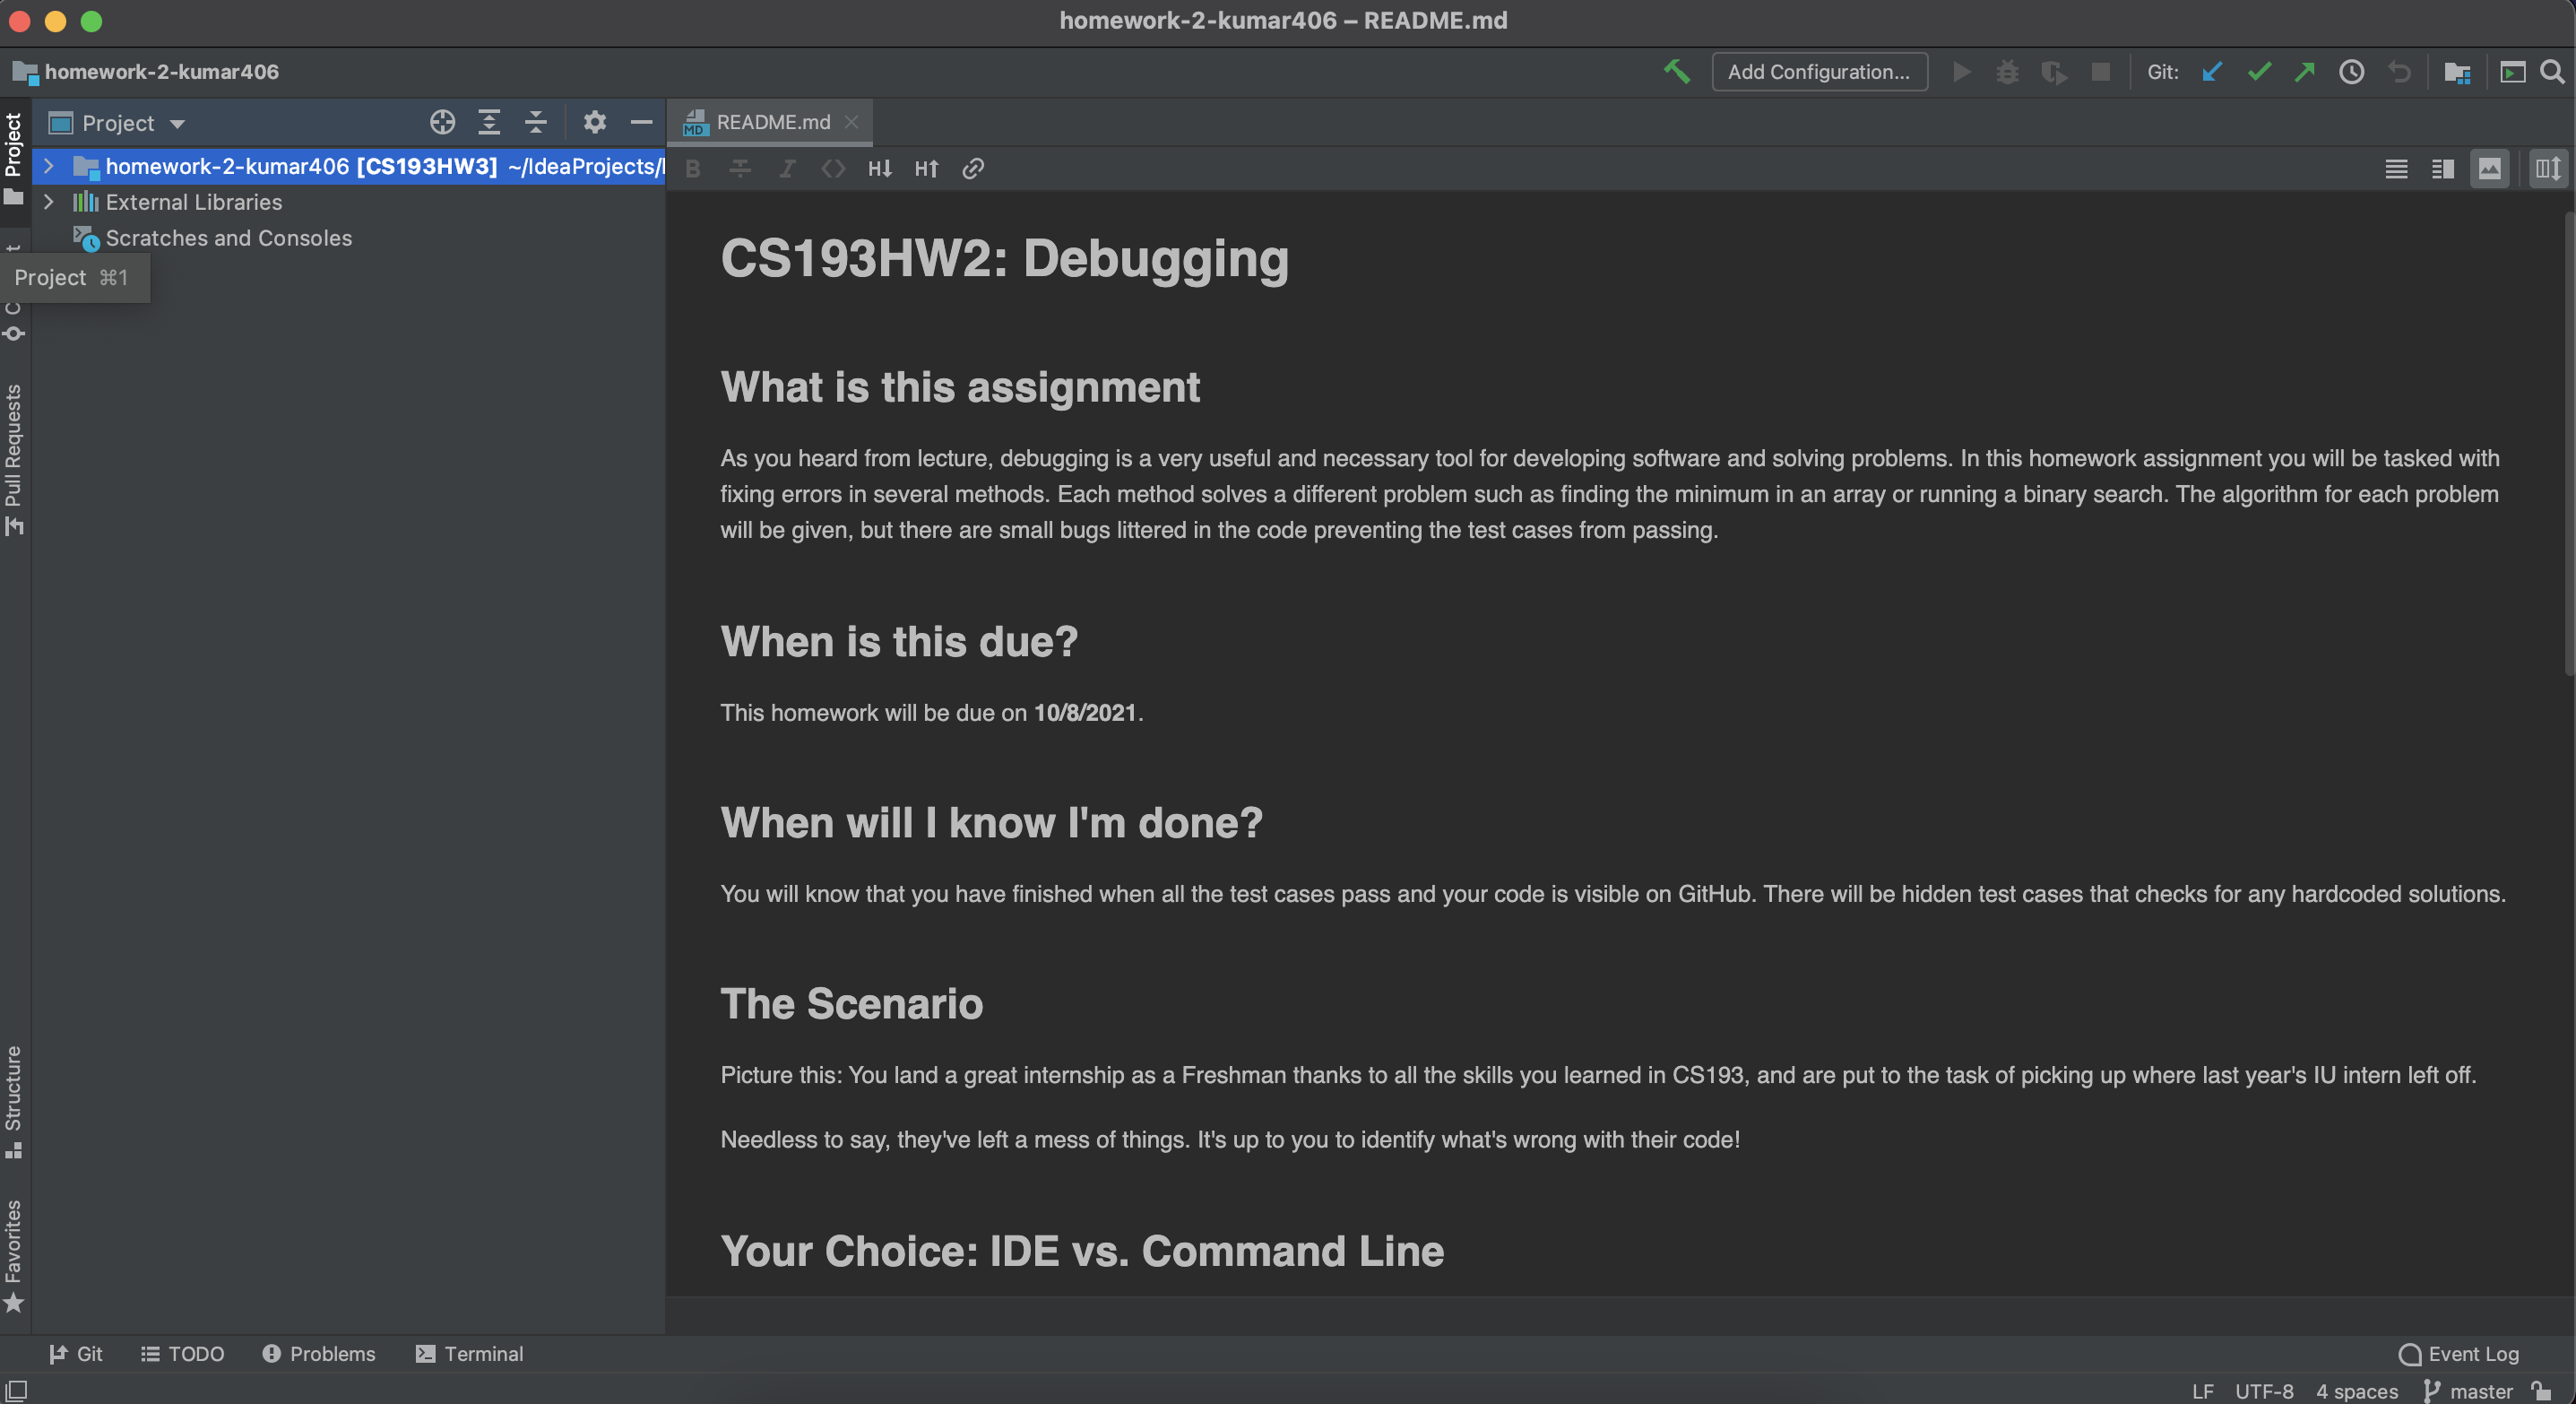 homework-2-kumar406 – README.md
homework-2-kumar406
Add Configuration...
Git:
Project
Project
README.md
MD
homework-2-kumar406 [CS193HW3] ~/IdeaProjects/
External Libraries
Scratches and Consoles
Project ⌘1
Pull Requests
Structure
Favorites
B I <> H↓ H↑
CS193HW2: Debugging
What is this assignment
As you heard from lecture, debugging is a very useful and necessary tool for developing software and solving problems. In this homework assignment you will be tasked with
fixing errors in several methods. Each method solves a different problem such as finding the minimum in an array or running a binary search. The algorithm for each problem
will be given, but there are small bugs littered in the code preventing the test cases from passing.
When is this due?
This homework will be due on 10/8/2021.
When will I know I'm done?
You will know that you have finished when all the test cases pass and your code is visible on GitHub. There will be hidden test cases that checks for any hardcoded solutions.
The Scenario
Picture this: You land a great internship as a Freshman thanks to all the skills you learned in CS193, and are put to the task of picking up where last year's IU intern left off.
Needless to say, they've left a mess of things. It's up to you to identify what's wrong with their code!
Your Choice: IDE vs. Command Line
Git TODO Problems Terminal Event Log
LF UTF-8 4 spaces master